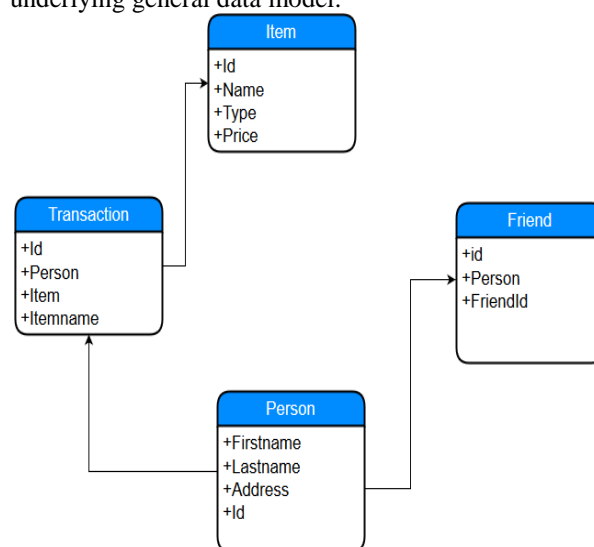 underlying general data model.
Item
+Id
+Name
+Type
+Price
Transaction
+Id
+Person
+Item
+Itemname
Friend
+id
+Person
+FriendId
Person
+Firstname
+Lastname
+Address
+Id